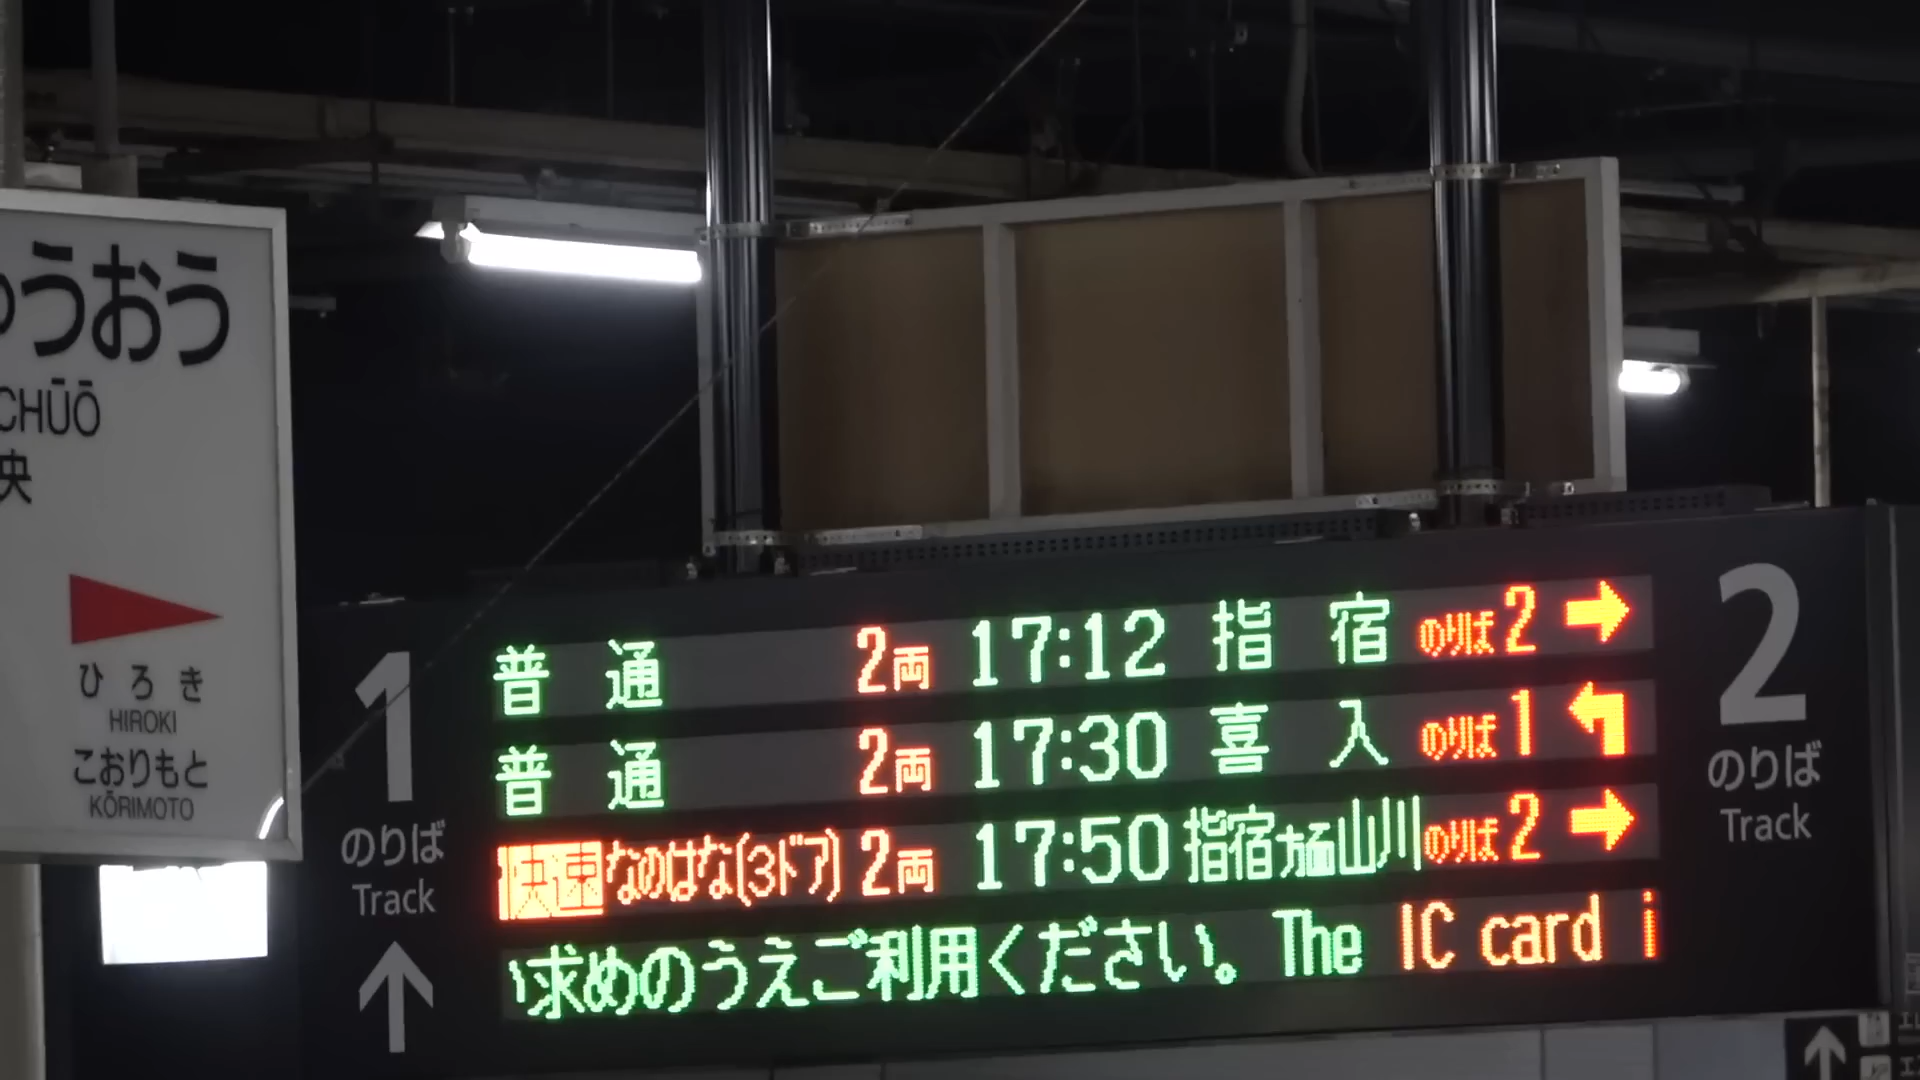 うおう
CHŪŌ
央
ひろき
HIROKI
こおりもと
KŌRIMOTO
1
のりば
Track
普通 2両 17:12 指宿 のりば2 →
普通 2両 17:30 喜入 のりば1
快速 なのはな(3ドア) 2両 17:50 指宿方面山川 のりば2 →
求めのうえご利用ください。 The IC card i
2
のりば
Track